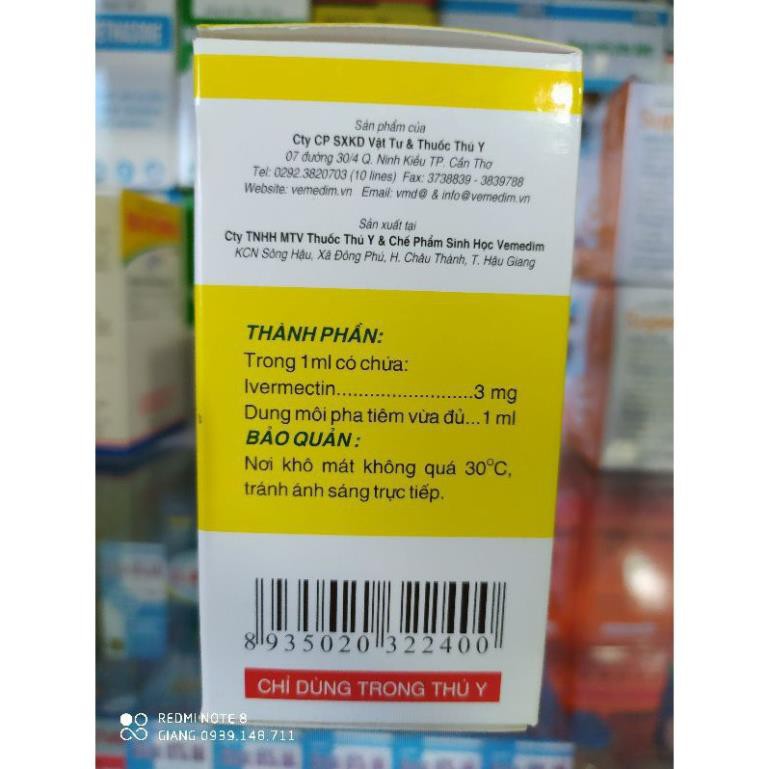 Sản phẩm của
Cty CP SXKD Vật Tư & Thuốc Thú Y
07 đường 30/4 Q. Ninh Kiều TP. Cần Thơ
Tel: 0292.3820703 (10 lines) Fax: 3738839 - 3839788
Website: vemedim.vn Email: vmd@ & info@vemedim.vn
Sản xuất tại
Cty TNHH MTV Thuốc Thú Y & Chế Phẩm Sinh Học Vemedim
KCN Sông Hậu, Xã Đông Phú, H. Châu Thành, T. Hậu Giang
THÀNH PHẦN:
Trong 1ml có chứa:
Ivermectin.........................3 mg
Dung môi pha tiêm vừa đủ...1 ml
BẢO QUẢN :
Nơi khô mát không quá 30°C,
tránh ánh sáng trực tiếp.
8 935020 322400
CHỈ DÙNG TRONG THÚ Y
REDMI NOTE 8
GIANG 0939.148.711